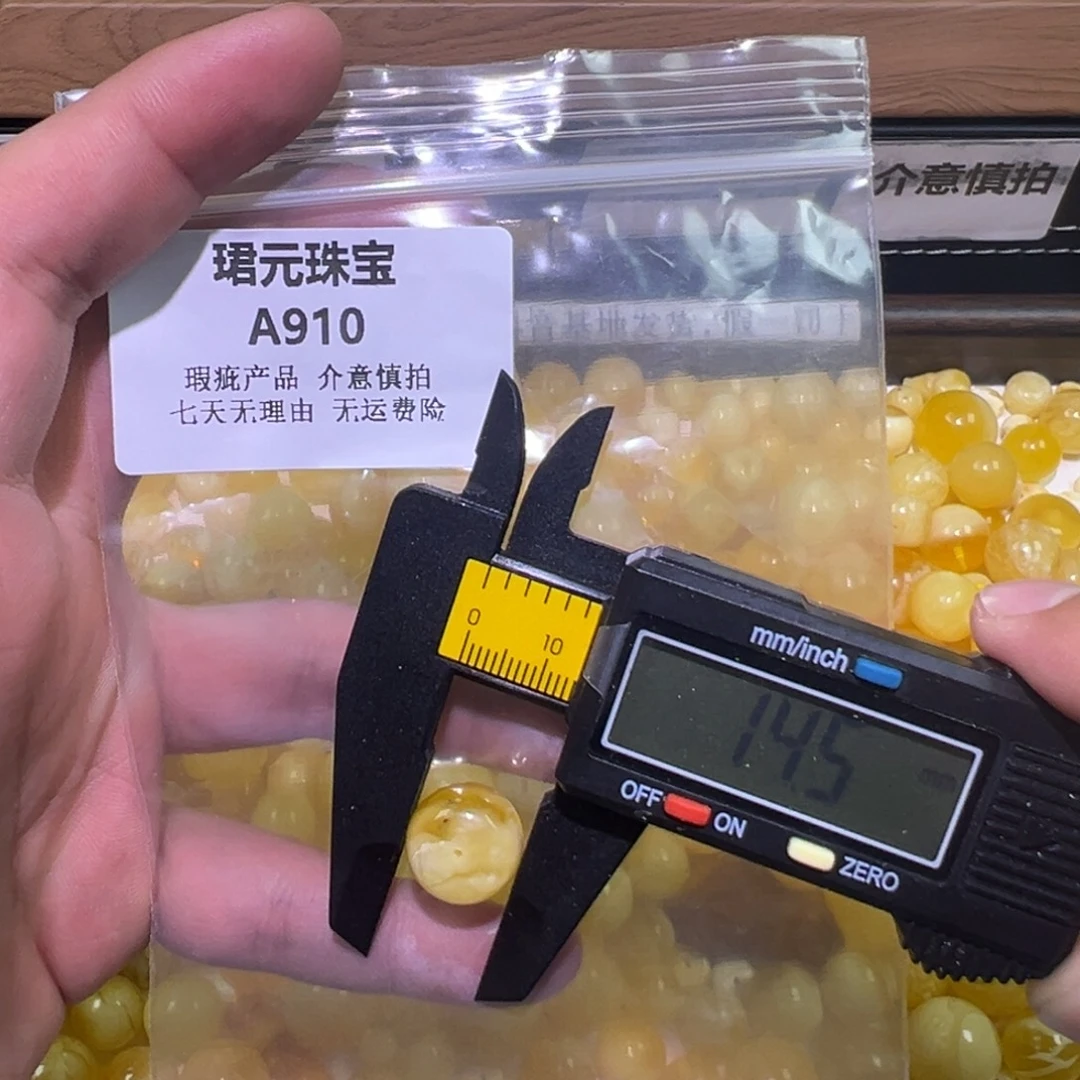 介意慎拍
珺元珠宝
A910
瑕疵产品 介意慎拍
七天无理由 无运费险
0
10
mm/inch
14.5
OFF
ON
ZERO